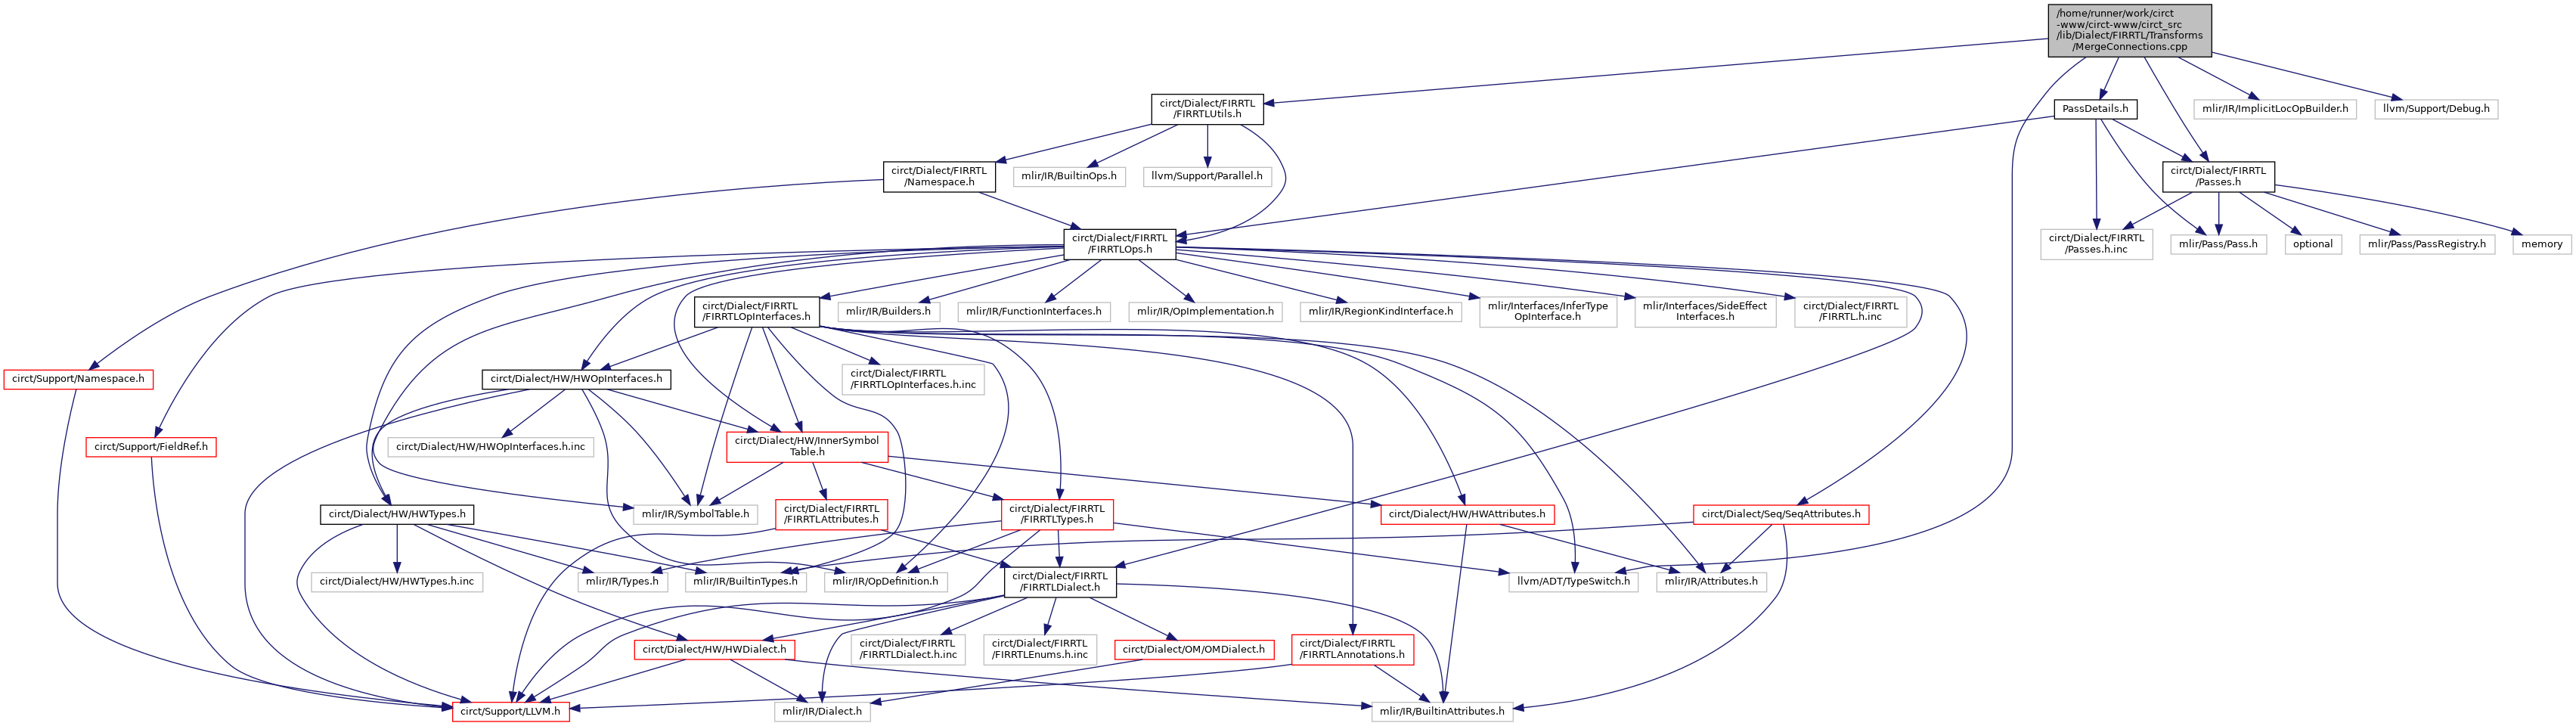 /home/runner/work/circt
-www/circt-www/circt_src
/lib/Dialect/FIRRTL/Transforms
/MergeConnections.cpp
circt/Dialect/FIRRTL
/FIRRTLUtils.h
PassDetails.h
mlir/IR/ImplicitLocOpBuilder.h
llvm/Support/Debug.h
circt/Dialect/FIRRTL
/Namespace.h
mlir/IR/BuiltinOps.h
llvm/Support/Parallel.h
circt/Dialect/FIRRTL
/Passes.h
circt/Dialect/FIRRTL
/FIRRTLOps.h
circt/Dialect/FIRRTL
/Passes.h.inc
mlir/Pass/Pass.h
optional
mlir/Pass/PassRegistry.h
memory
circt/Dialect/FIRRTL
/FIRRTLOpInterfaces.h
mlir/IR/Builders.h
mlir/IR/FunctionInterfaces.h
mlir/IR/OpImplementation.h
mlir/IR/RegionKindInterface.h
mlir/Interfaces/InferType
OpInterface.h
mlir/Interfaces/SideEffect
Interfaces.h
circt/Dialect/FIRRTL
/FIRRTL.h.inc
circt/Support/Namespace.h
circt/Dialect/HW/HWOpInterfaces.h
circt/Dialect/FIRRTL
/FIRRTLOpInterfaces.h.inc
circt/Support/FieldRef.h
circt/Dialect/HW/HWOpInterfaces.h.inc
circt/Dialect/HW/InnerSymbol
Table.h
circt/Dialect/HW/HWTypes.h
mlir/IR/SymbolTable.h
circt/Dialect/FIRRTL
/FIRRTLAttributes.h
circt/Dialect/FIRRTL
/FIRRTLTypes.h
circt/Dialect/HW/HWAttributes.h
circt/Dialect/Seq/SeqAttributes.h
circt/Dialect/HW/HWTypes.h.inc
mlir/IR/Types.h
mlir/IR/BuiltinTypes.h
mlir/IR/OpDefinition.h
circt/Dialect/FIRRTL
/FIRRTLDialect.h
llvm/ADT/TypeSwitch.h
mlir/IR/Attributes.h
circt/Dialect/HW/HWDialect.h
circt/Dialect/FIRRTL
/FIRRTLDialect.h.inc
circt/Dialect/FIRRTL
/FIRRTLEnums.h.inc
circt/Dialect/OM/OMDialect.h
circt/Dialect/FIRRTL
/FIRRTLAnnotations.h
circt/Support/LLVM.h
mlir/IR/Dialect.h
mlir/IR/BuiltinAttributes.h